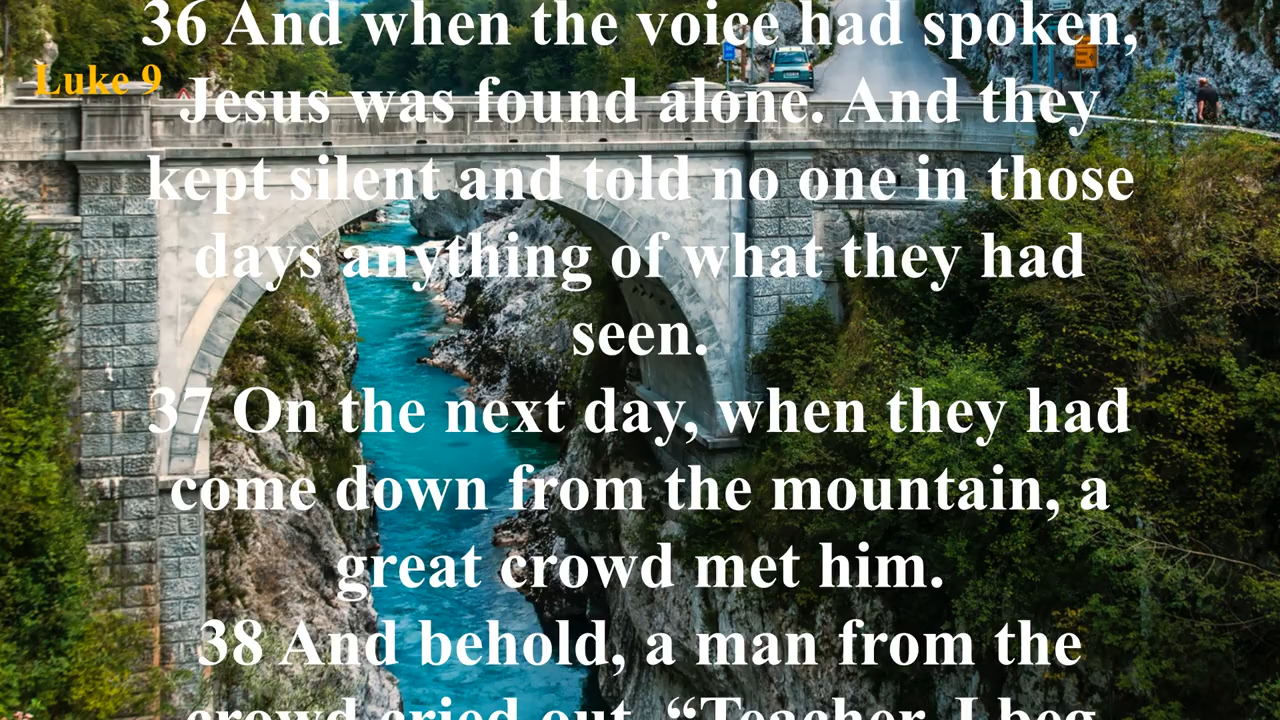 36 And when the voice had spoken,
Luke 9
Jesus was found alone. And they
kept silent and told no one in those
days anything of what they had
seen.
37 On the next day, when they had
come down from the mountain, a
great crowd met him.
38 And behold, a man from the
crowd cried out, “Teacher, I beg